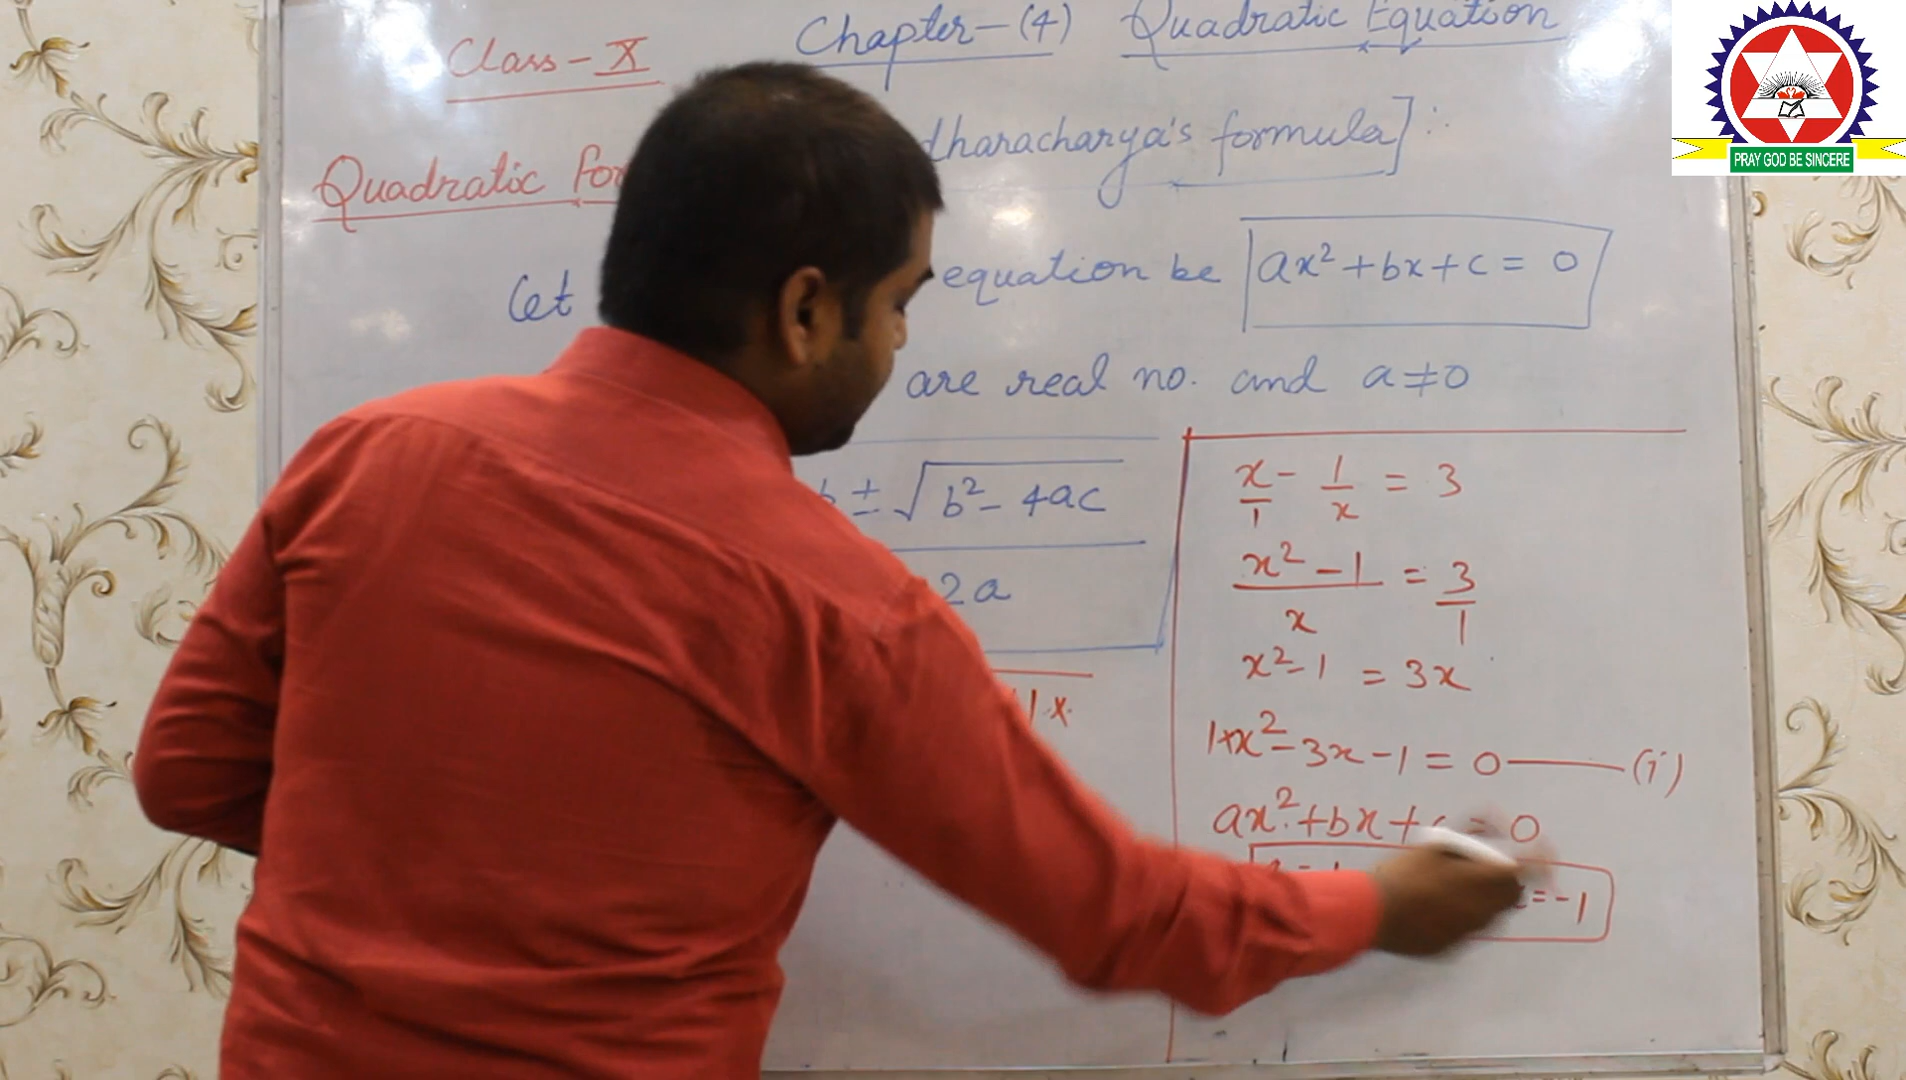 Class - X Chapter - (4) Quadratic Equation
Quadratic dharacharya's formula] :-
Let equation be ax² + bx + c = 0
are real no. and a ≠ 0
b ± √b² - 4ac
2a
x/1 - 1/x = 3
x² - 1/x = 3/1
x² - 1 = 3x
1x² - 3x - 1 = 0 —— (i)
ax² + bx + c = 0
= -1
PRAY GOD BE SINCERE